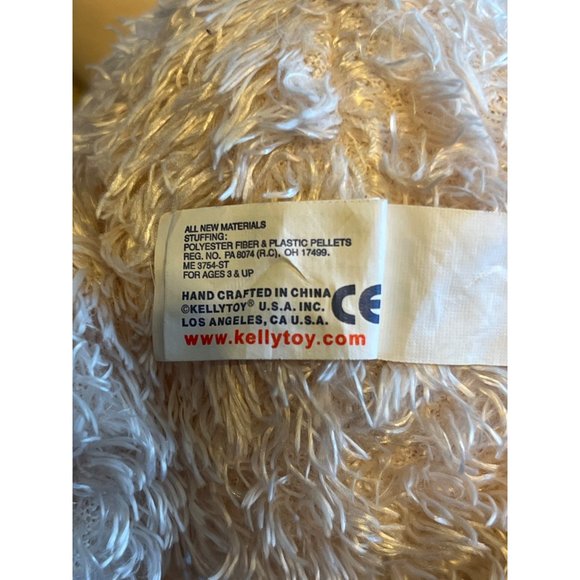 ALL NEW MATERIALS
STUFFING:
POLYESTER FIBER & PLASTIC PELLETS
REG. NO. PA 8074 (R.C), OH 17499.
ME 3754-ST
FOR AGES 3 & UP
HAND CRAFTED IN CHINA
©KELLYTOY® U.S.A. INC.
LOS ANGELES, CA U.S.A.
CE
www.kellytoy.com